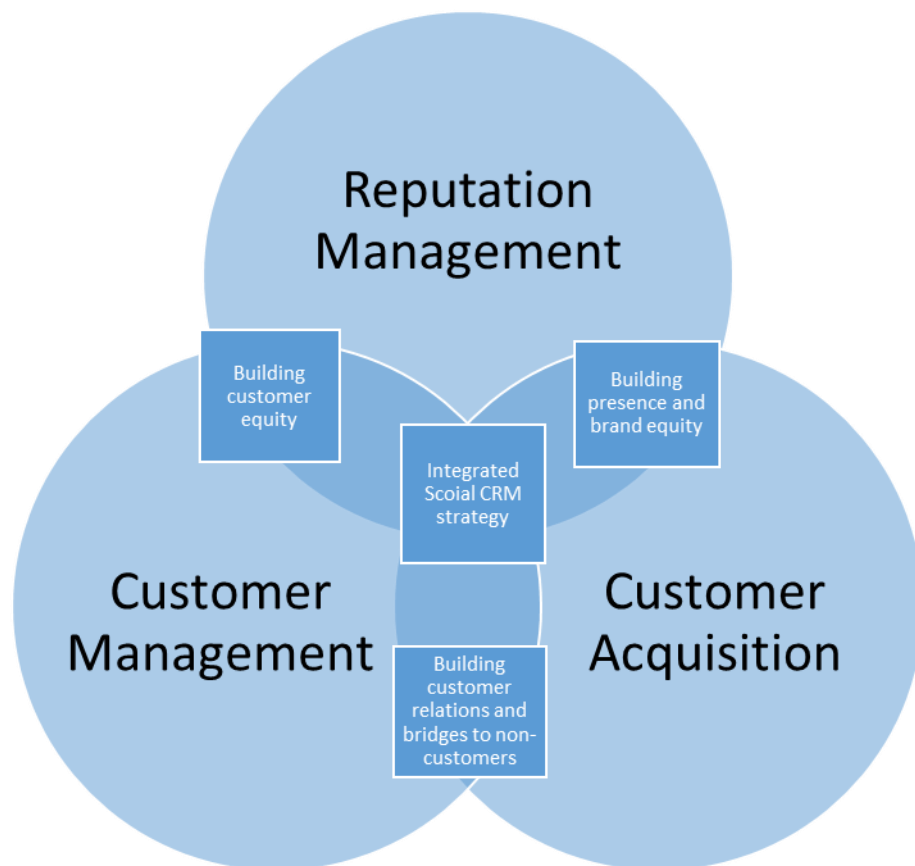 Reputation
Management
Building
customer
equity
Building
presence and
brand equity
Integrated
Scoial CRM
strategy
Customer
Management
Customer
Acquisition
Building
customer
relations and
bridges to non-
customers